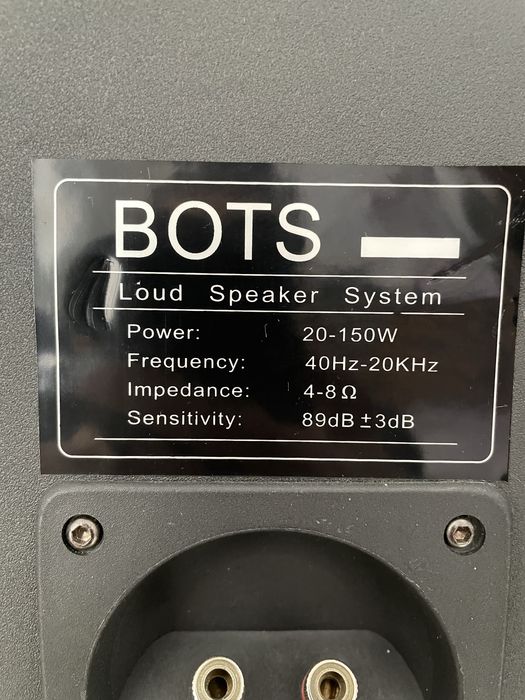 BOTS
Loud Speaker System
Power: 20-150W
Frequency: 40Hz-20KHz
Impedance: 4-8Ω
Sensitivity: 89dB±3dB